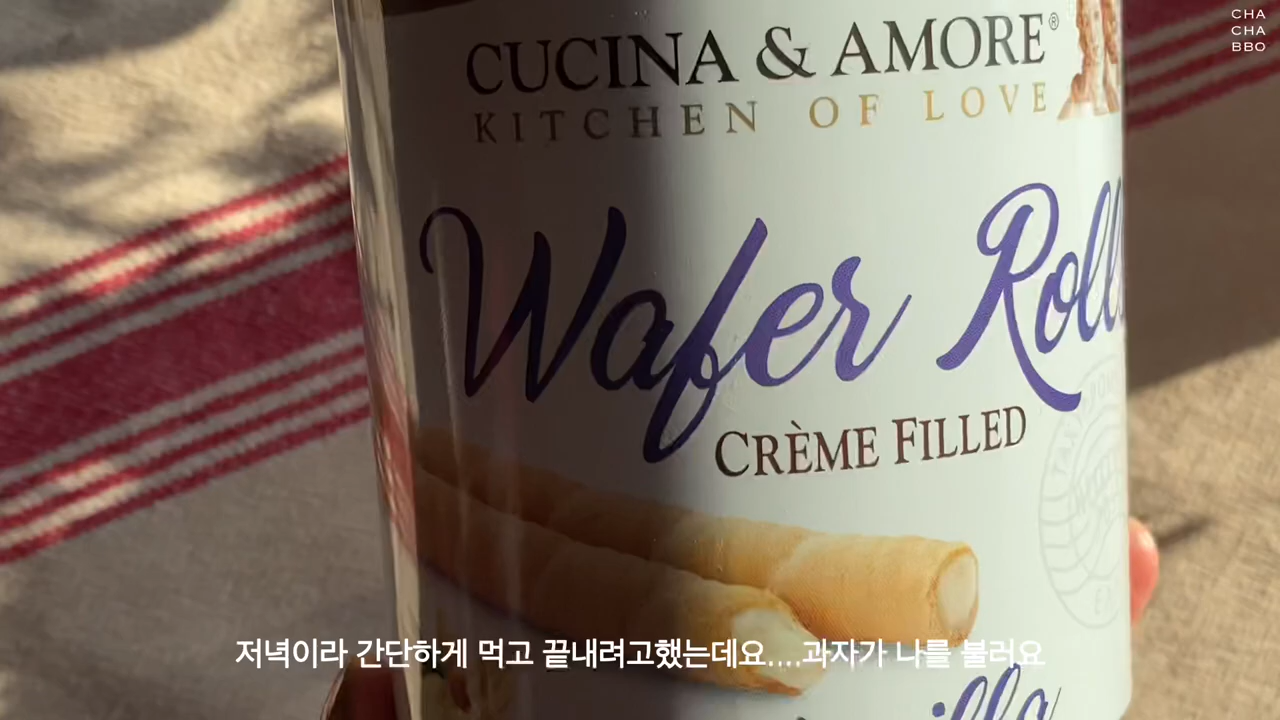 CHA
CHA
BBO
CUCINA & AMORE®
KITCHEN OF LOVE
Wafer Rolls
CRÈME FILLED
저녁이라 간단하게 먹고 끝내려고했는데요....과자가 나를 불러요